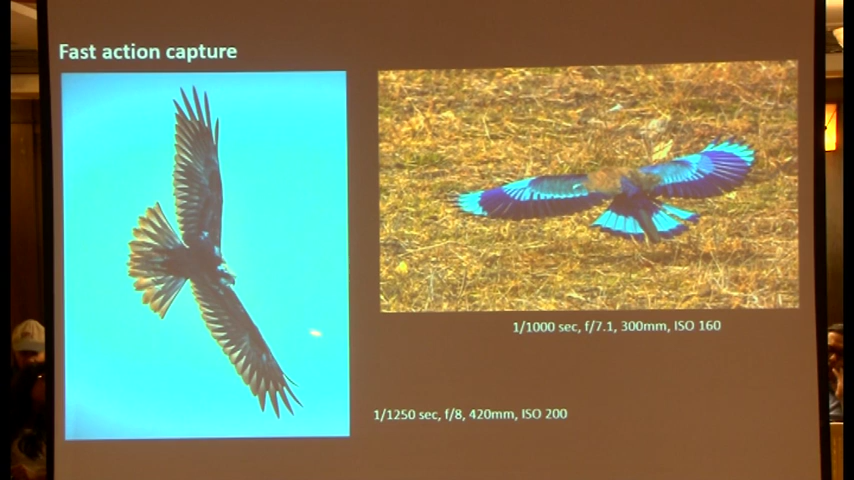 Fast action capture
1/1000 sec, f/7.1, 300mm, ISO 160
1/1250 sec, f/8, 420mm, ISO 200